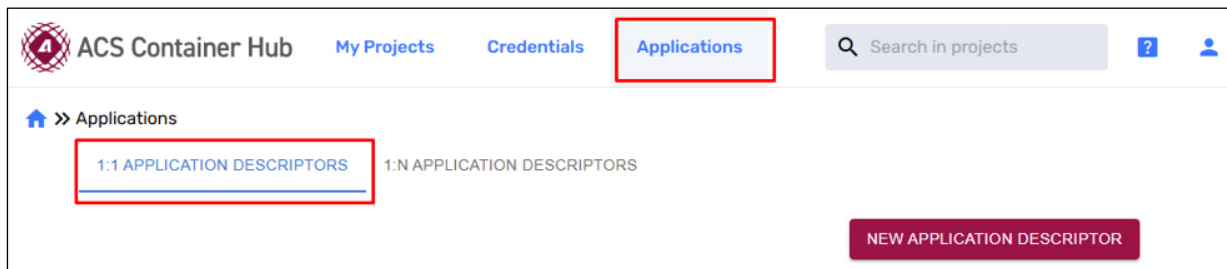 ACS Container Hub My Projects Credentials Applications Search in projects ?
» Applications
1:1 APPLICATION DESCRIPTORS 1:N APPLICATION DESCRIPTORS
NEW APPLICATION DESCRIPTOR